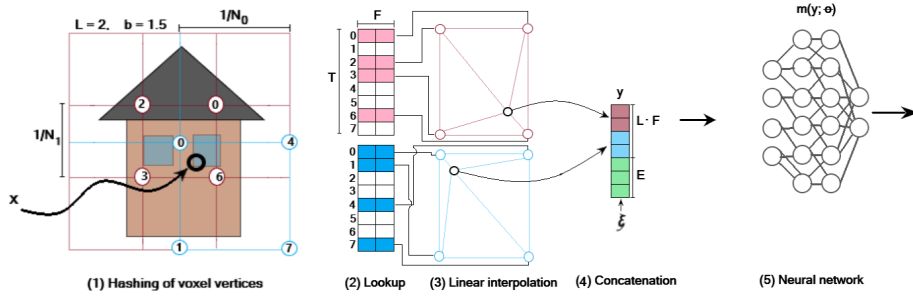 L = 2, b = 1.5
1/N₀
1/N₁
2
0
0
4
3
6
1
7
x
(1) Hashing of voxel vertices
F
T
0
1
2
3
4
5
6
7
0
1
2
3
4
5
6
7
(2) Lookup
(3) Linear interpolation
y
L · F
E
ξ
(4) Concatenation
m(y; Θ)
(5) Neural network